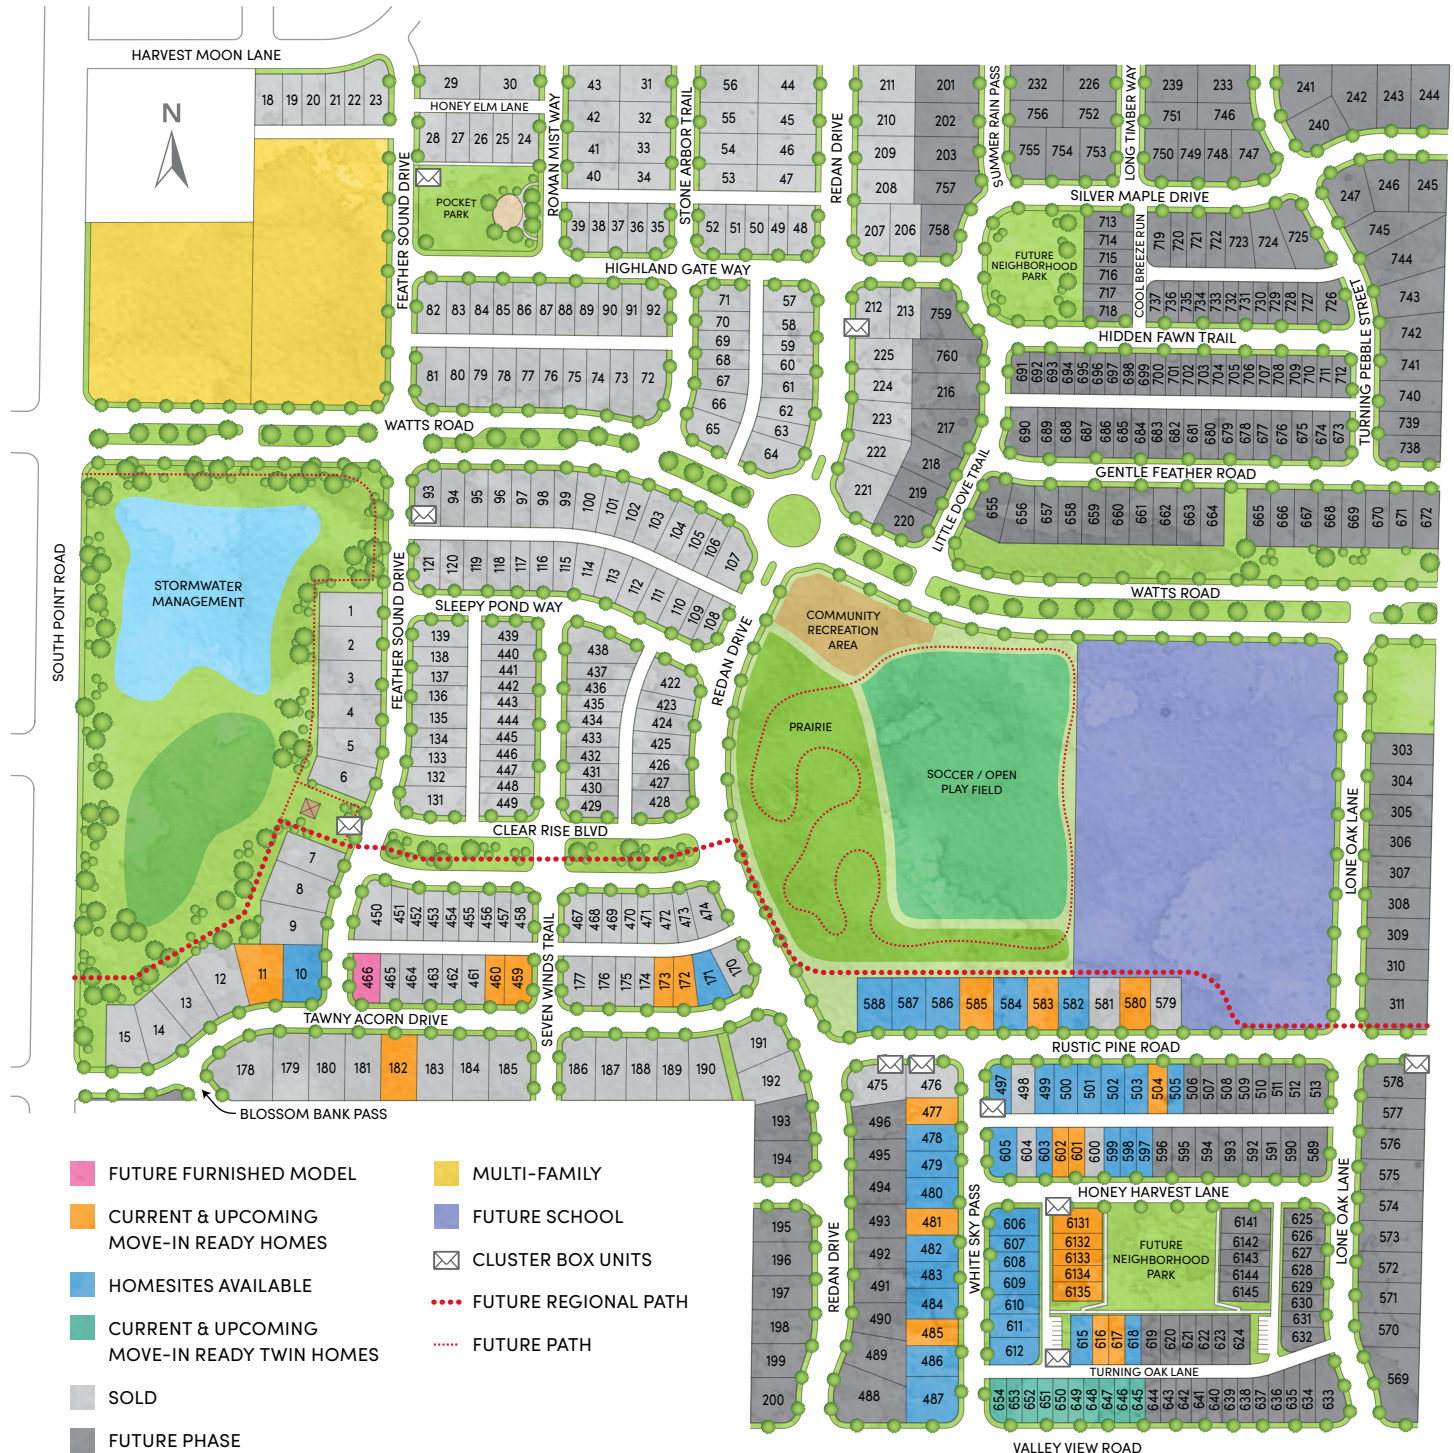 HARVEST MOON LANE
N
18 19 20 21 22 23
29 30
HONEY ELM LANE
28 27 26 25 24
POCKET
PARK
FEATHER SOUND DRIVE
ROMAN MIST WAY
43 31
42 32
41 33
40 34
39 38 37 36 35
STONE ARBOR TRAIL
56 44
55 45
54 46
53 47
52 51 50 49 48
REDAN DRIVE
211 201
210 202
209 203
208 757
207 206 758
SUMMER RAIN PASS
232 226
756 752
755 754 753
LONG TIMBER WAY
239 233
751 746
750 749 748 747
241 242 243 244
240
SILVER MAPLE DRIVE
247 246 245
745
744
743
742
741
740
739
738
TURNING PEBBLE STREET
FUTURE
NEIGHBORHOOD
PARK
713
714
715
716
717
718
COOL BREEZE RUN
719 720 721 722 723 724 725
737 736 735 734 733 732 731 730 729 728 727 726
HIDDEN FAWN TRAIL
691 692 693 694 695 696 697 698 699 700 701 702 703 704 705 706 707 708 709 710 711 712
690 689 688 687 686 685 684 683 682 681 680 679 678 677 676 675 674 673
GENTLE FEATHER ROAD
655 656 657 658 659 660 661 662 663 664 665 666 667 668 669 670 671 672
LITTLE DOVE TRAIL
HIGHLAND GATE WAY
82 83 84 85 86 87 88 89 90 91 92
81 80 79 78 77 76 75 74 73 72
71 57
70 58
69 59
68 60
67 61
66 62
65 63
64
212 213 759
225 760
224 216
223 217
222 218
221 219
220
WATTS ROAD
93 94 95 96 97 98 99 100 101 102 103 104 105 106 107
121 120 119 118 117 116 115 114 113 112 111 110 109 108
SLEEPY POND WAY
WATTS ROAD
SOUTH POINT ROAD
STORMWATER
MANAGEMENT
FEATHER SOUND DRIVE
1
2
3
4
5
6
7
8
9
139 439
138 440
137 441
136 442
135 443
134 444
133 445
132 446
131 447
448
449
438
437
436
435
434
433
432
431
430
429
422
423
424
425
426
427
428
REDAN DRIVE
COMMUNITY
RECREATION
AREA
PRAIRIE
SOCCER / OPEN
PLAY FIELD
LONE OAK LANE
303
304
305
306
307
308
309
310
311
CLEAR RISE BLVD
450 451 452 453 454 455 456 457 458
467 468 469 470 471 472 473 474
SEVEN WINDS TRAIL
15 14 13 12 11 10
466 465 464 463 462 461 460 459
177 176 175 174 173 172 171 170
TAWNY ACORN DRIVE
178 179 180 181 182 183 184 185
186 187 188 189 190 191
192
193
194
195
196
197
198
199
200
BLOSSOM BANK PASS
588 587 586 585 584 583 582 581 580 579
RUSTIC PINE ROAD
475 476
496 477
495 478
494 479
493 480
492 481
491 482
490 483
489 484
488 485
486
487
REDAN DRIVE
WHITE SKY PASS
497 498 499 500 501 502 503 504 505 506 507 508 509 510 511 512 513
605 604 603 602 601 600 599 598 597 596 595 594 593 592 591 590 589
HONEY HARVEST LANE
606
607
608
609
610
611
612
6131
6132
6133
6134
6135
FUTURE
NEIGHBORHOOD
PARK
6141
6142
6143
6144
6145
625
626
627
628
629
630
631
632
615 616 617 618 619 620 621 622 623 624
TURNING OAK LANE
654 653 652 651 650 649 648 647 646 645 644 643 642 641 640 639 638 637 636 635 634 633
VALLEY VIEW ROAD
LONE OAK LANE
578
577
576
575
574
573
572
571
570
569
FUTURE FURNISHED MODEL
CURRENT & UPCOMING
MOVE-IN READY HOMES
HOMESITES AVAILABLE
CURRENT & UPCOMING
MOVE-IN READY TWIN HOMES
SOLD
FUTURE PHASE
MULTI-FAMILY
FUTURE SCHOOL
CLUSTER BOX UNITS
FUTURE REGIONAL PATH
FUTURE PATH